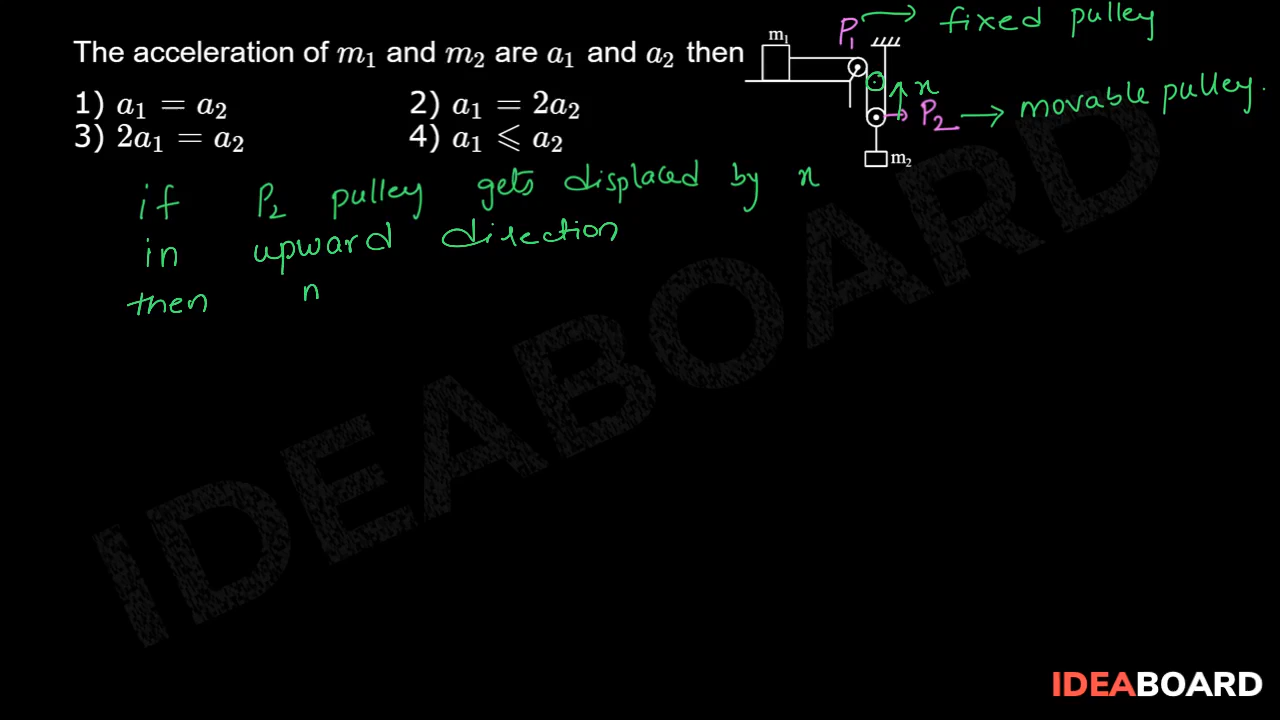 P₁ → fixed pulley
The acceleration of m₁ and m₂ are a₁ and a₂ then
m₁
1) a₁ = a₂ 2) a₁ = 2a₂
x
P₂ → movable pulley.
3) 2a₁ = a₂ 4) a₁ ⩽ a₂
m₂
if P₂ pulley gets displaced by x
in upward direction
then n
IDEABOARD
IDEABOARD